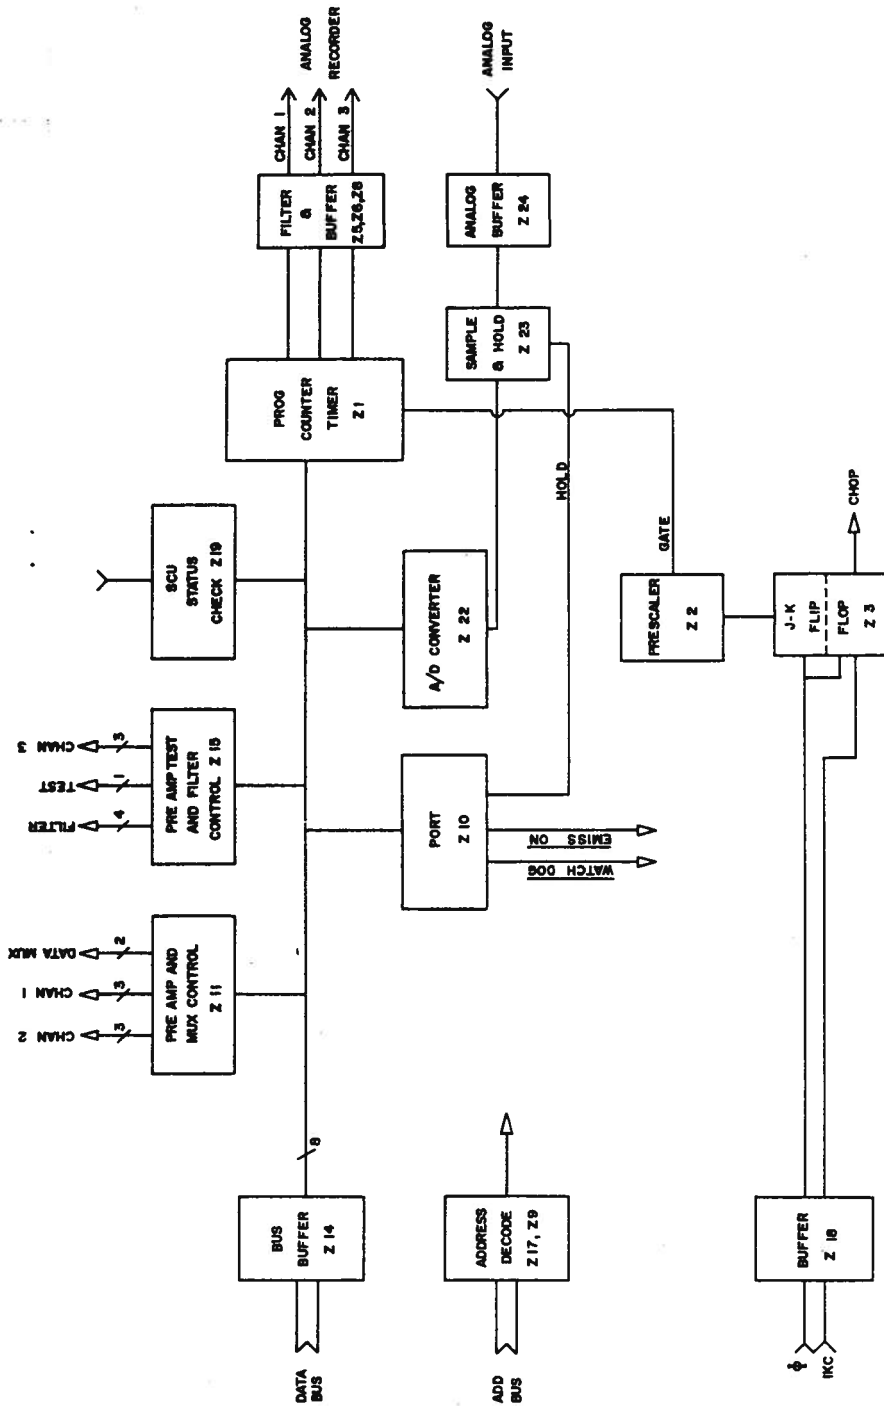 DATA
BUS
BUS
BUFFER
Z 14
8
CHAN 2
3
CHAN 1
3
DATA MUX
2
PRE AMP AND
MUX CONTROL
Z 11
FILTER
4
TEST
1
CHAN 3
3
PRE AMP TEST
AND FILTER
CONTROL Z 15
SCU
STATUS
CHECK Z19
PROG
COUNTER
TIMER
Z 1
FILTER
&
BUFFER
Z5,Z6,Z8
CHAN 1
CHAN 2
CHAN 3
ANALOG
RECORDER
ADD
BUS
ADDRESS
DECODE
Z 17, Z9
PORT
Z 10
WATCH DOG
EMISS ON
A/D CONVERTER
Z 22
HOLD
SAMPLE
& HOLD
Z 23
ANALOG
BUFFER
Z 24
ANALOG
INPUT
GATE
PRESCALER
Z 2
ϕ
1KC
BUFFER
Z 18
J-K
FLIP
FLOP
Z 3
CHOP